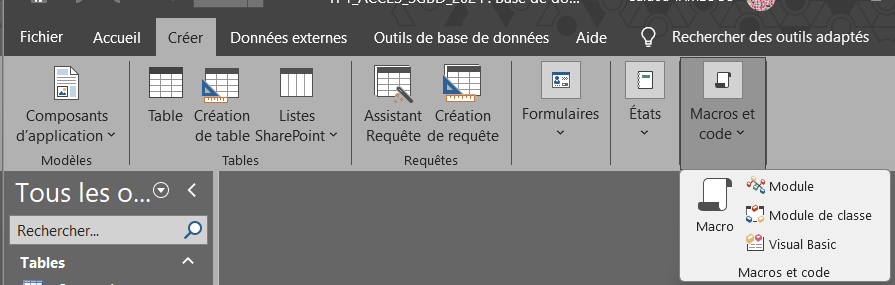 Fichier Accueil Créer Données externes Outils de base de données Aide Rechercher des outils adaptés
Composants d'application
Table
Création de table
Listes SharePoint
Assistant Requête
Création de requête
Formulaires
États
Macros et code
Modèles Tables Requêtes
Tous les o...
Rechercher...
Tables
Macro
Module
Module de classe
Visual Basic
Macros et code